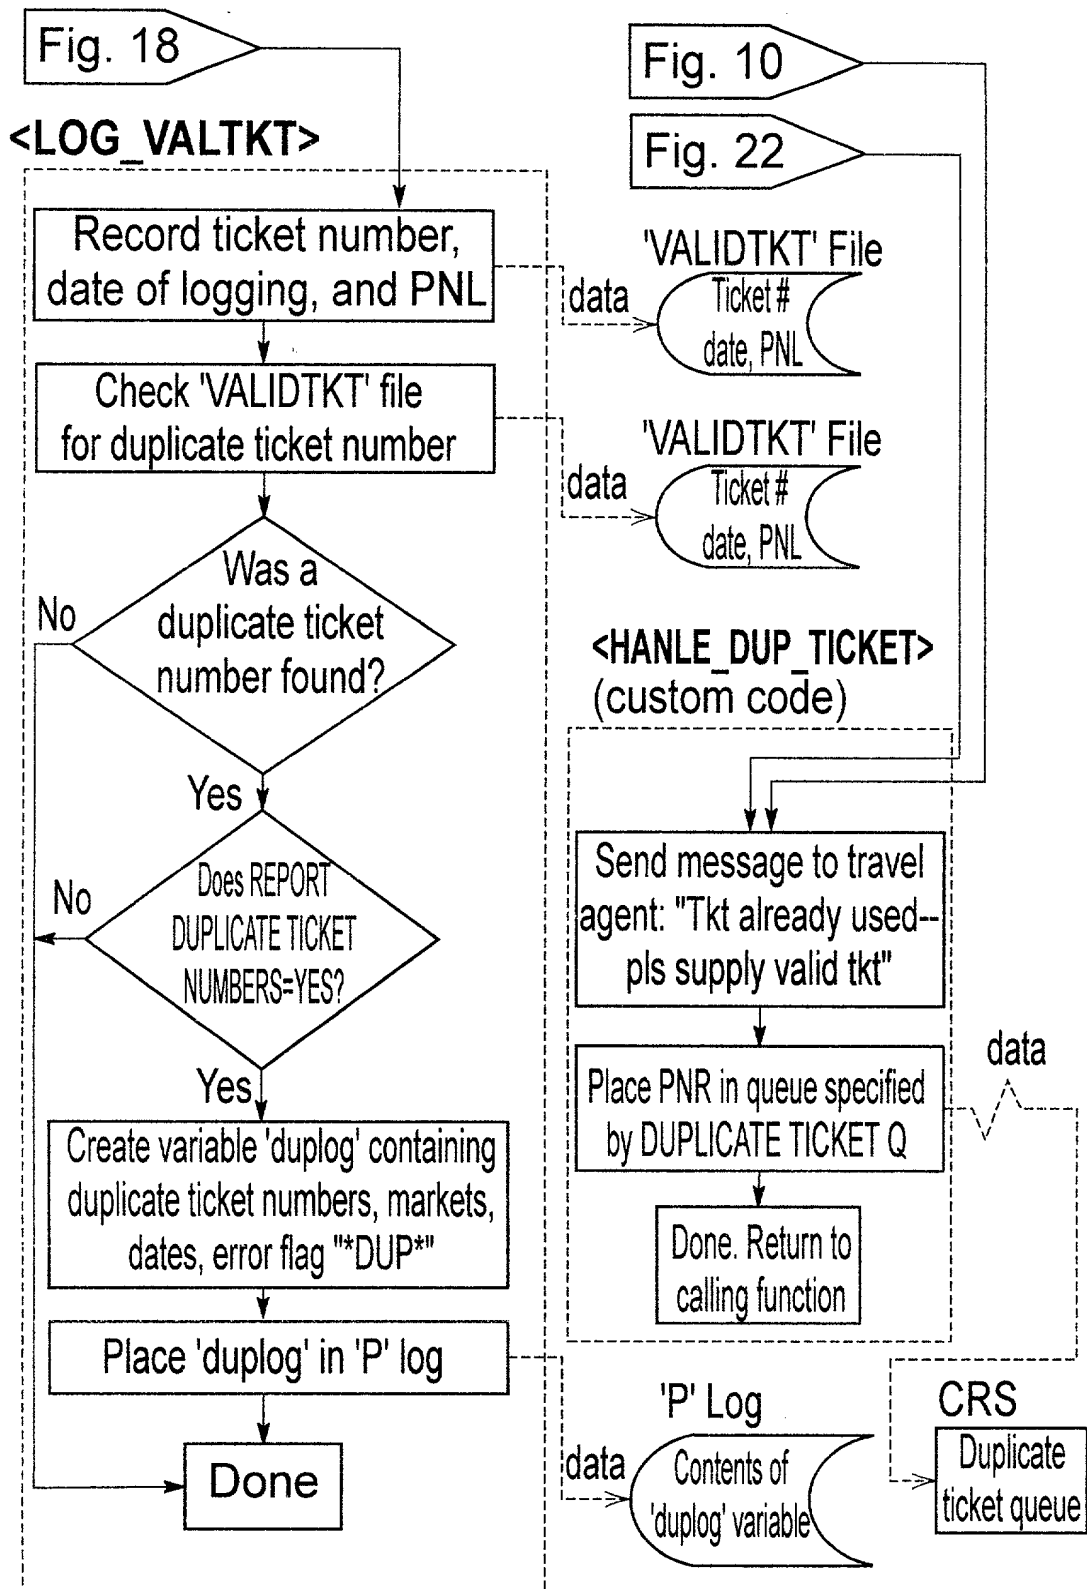 Fig. 18
<LOG_VALTKT>
Record ticket number,
date of logging, and PNL
data
'VALIDTKT' File
Ticket #
date, PNL
Check 'VALIDTKT' file
for duplicate ticket number
data
'VALIDTKT' File
Ticket #
date, PNL
Was a
duplicate ticket
number found?
No
Yes
Does REPORT
DUPLICATE TICKET
NUMBERS=YES?
No
Yes
Create variable 'duplog' containing
duplicate ticket numbers, markets,
dates, error flag "*DUP*"
Place 'duplog' in 'P' log
Done
data
'P' Log
Contents of
'duplog' variable
Fig. 10
Fig. 22
<HANLE_DUP_TICKET>
(custom code)
Send message to travel
agent: "Tkt already used--
pls supply valid tkt"
Place PNR in queue specified
by DUPLICATE TICKET Q
Done. Return to
calling function
data
CRS
Duplicate
ticket queue